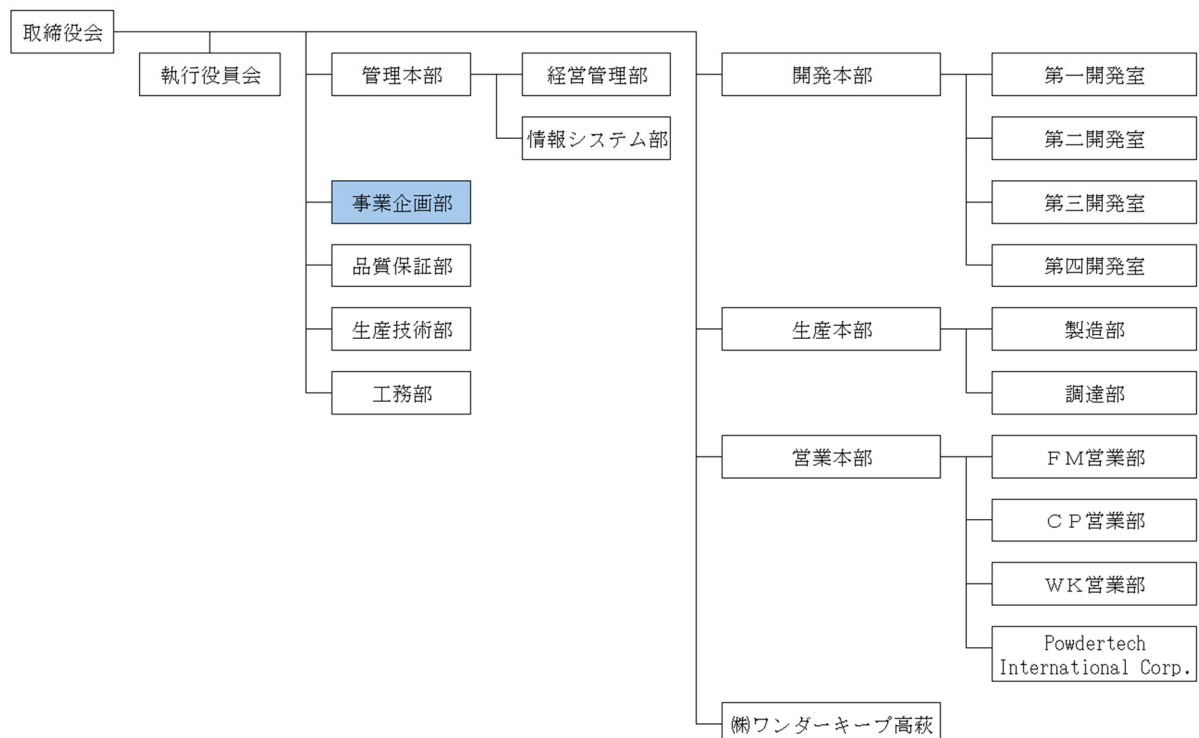 取締役会
執行役員会
管理本部
経営管理部
情報システム部
事業企画部
品質保証部
生産技術部
工務部
開発本部
第一開発室
第二開発室
第三開発室
第四開発室
生産本部
製造部
調達部
営業本部
ＦＭ営業部
ＣＰ営業部
ＷＫ営業部
Powdertech
International Corp.
㈱ワンダーキープ高萩